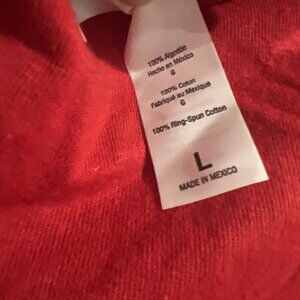 100% Algodón
Hecho en México
G
100% Coton
Fabriqué au Mexique
G
100% Ring-Spun Cotton
L
MADE IN MEXICO